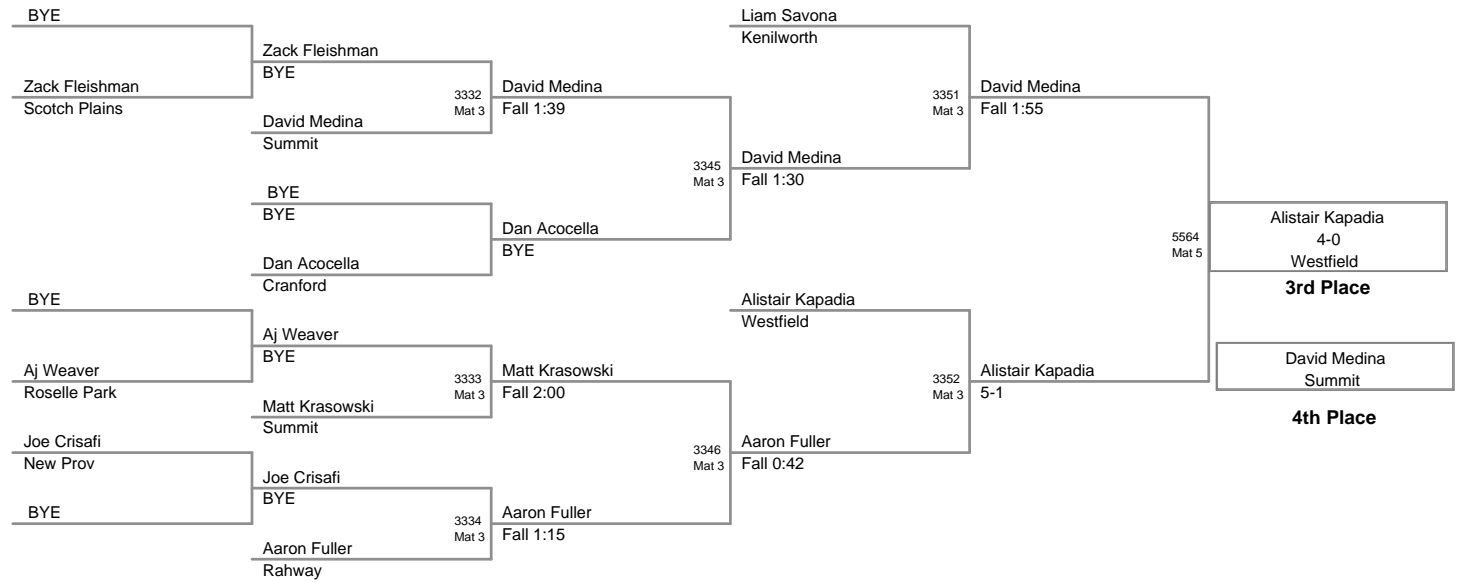 BYE
Zack Fleishman
Scotch Plains
Zack Fleishman
BYE
David Medina
Summit
3332
Mat 3
David Medina
Fall 1:39
BYE
BYE
Dan Acocella
Cranford
Dan Acocella
BYE
3345
Mat 3
David Medina
Fall 1:30
Liam Savona
Kenilworth
3351
Mat 3
David Medina
Fall 1:55
BYE
Aj Weaver
Roselle Park
Aj Weaver
BYE
Matt Krasowski
Summit
3333
Mat 3
Matt Krasowski
Fall 2:00
Joe Crisafi
New Prov
BYE
Joe Crisafi
BYE
Aaron Fuller
Rahway
3334
Mat 3
Aaron Fuller
Fall 1:15
3346
Mat 3
Aaron Fuller
Fall 0:42
Alistair Kapadia
Westfield
3352
Mat 3
Alistair Kapadia
5-1
5564
Mat 5
Alistair Kapadia
4-0
Westfield
3rd Place
David Medina
Summit
4th Place